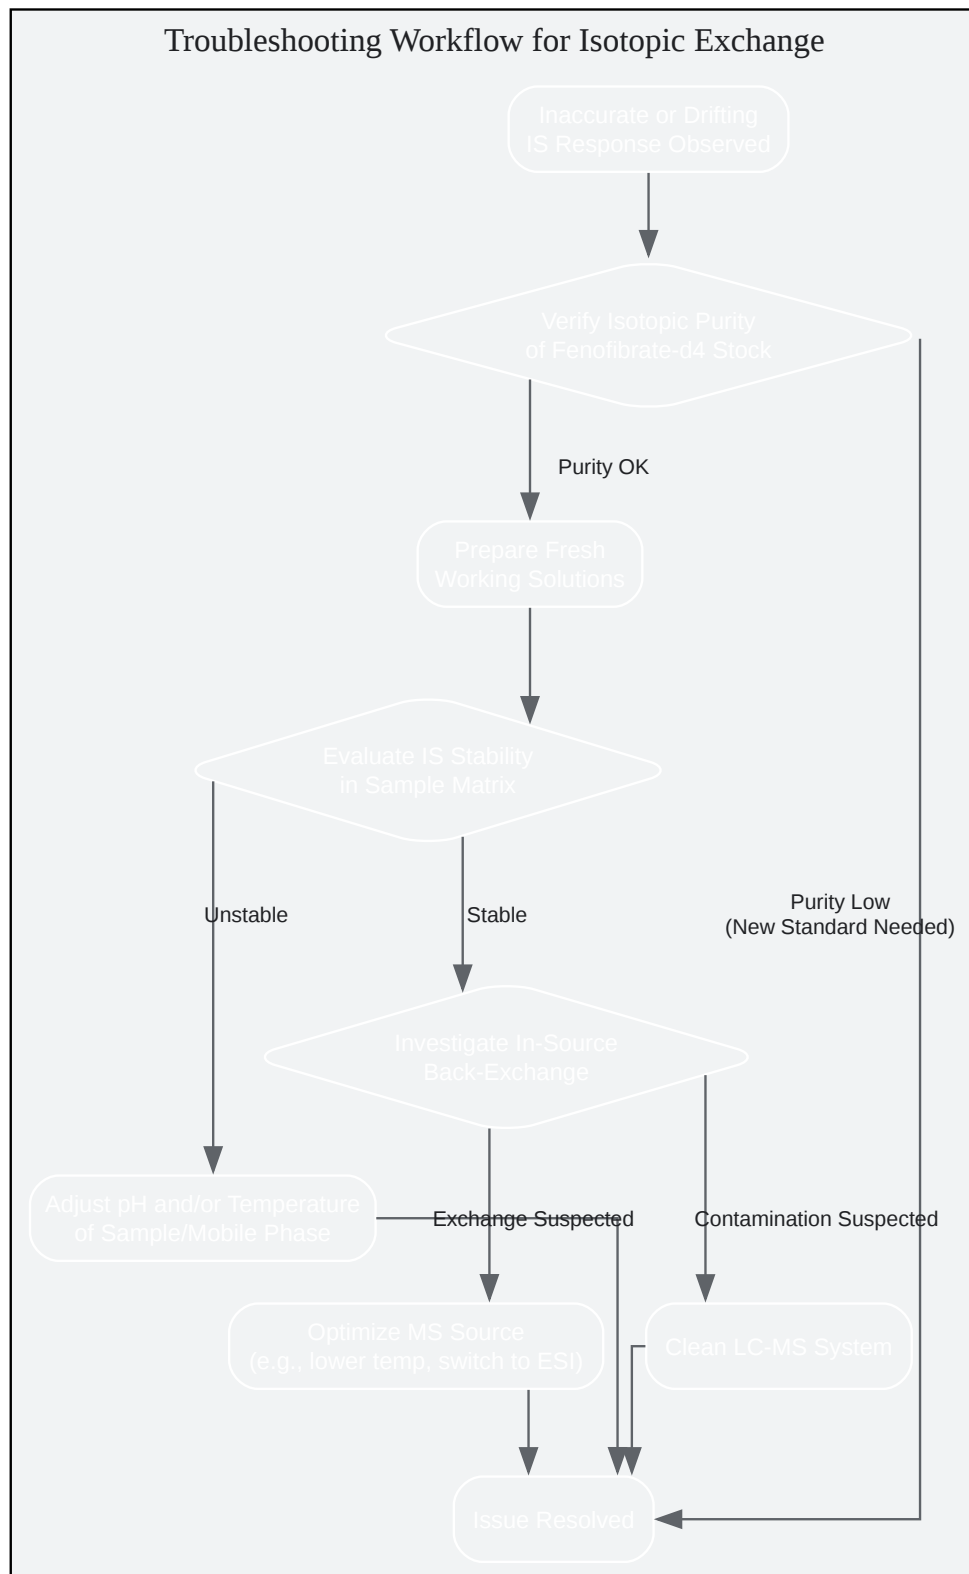 Troubleshooting Workflow for Isotopic Exchange
Inaccurate or Drifting
IS Response Observed
Verify Isotopic Purity
of Fenofibrate-d4 Stock
Purity OK
Prepare Fresh
Working Solutions
Evaluate IS Stability
in Sample Matrix
Unstable
Stable
Purity Low
(New Standard Needed)
Investigate In-Source
Back-Exchange
Adjust pH and/or Temperature
of Sample/Mobile Phase
Exchange Suspected
Contamination Suspected
Optimize MS Source
(e.g., lower temp, switch to ESI)
Clean LC-MS System
Issue Resolved